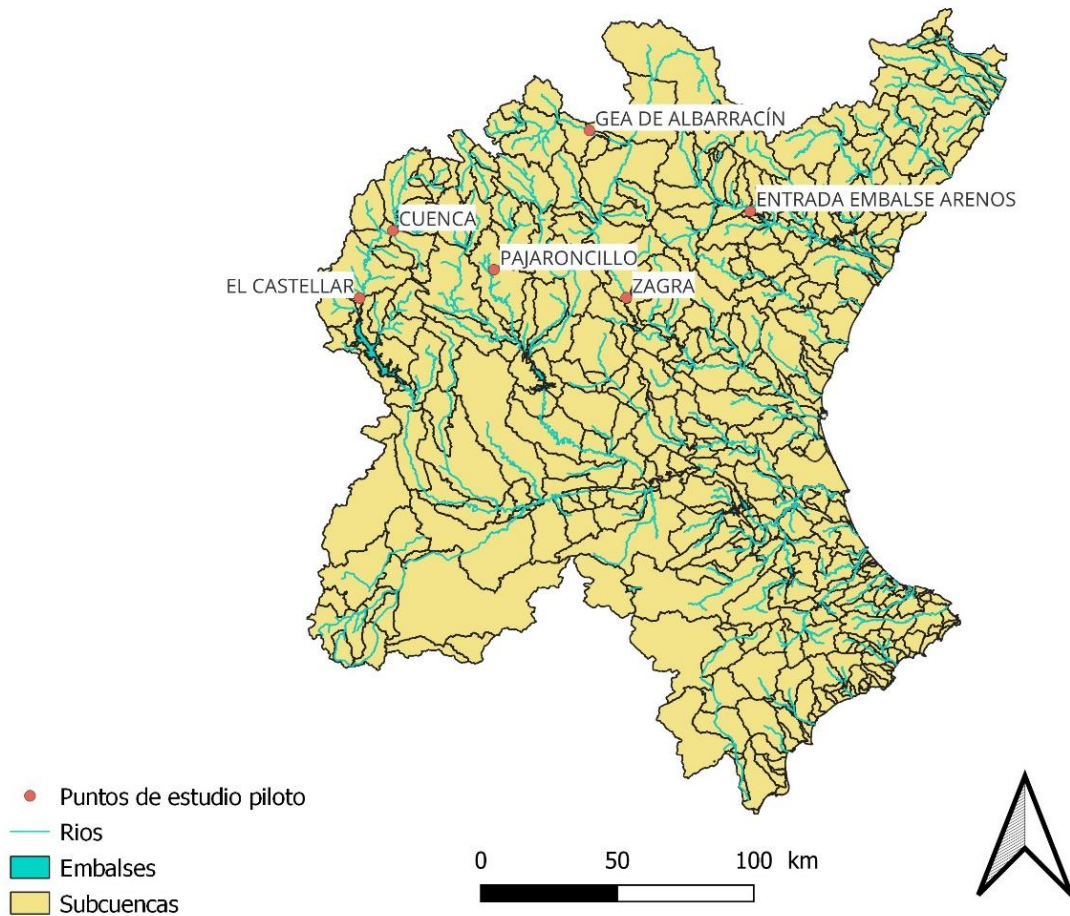 GEA DE ALBARRACÍN
ENTRADA EMBALSE ARENOS
CUENCA
PAJARONCILLO
EL CASTELLAR
ZAGRA
Puntos de estudio piloto
Rios
Embalses
Subcuencas
0 50 100 km